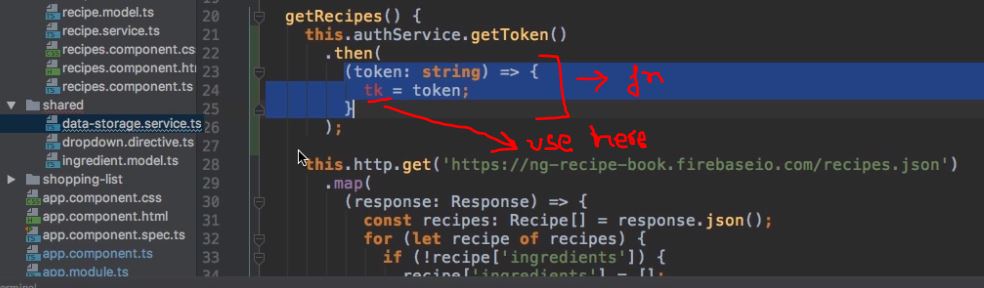 recipe.model.ts
recipe.service.ts
recipes.component.cs
recipes.component.htm
recipes.component.ts
shared
data-storage.service.ts
dropdown.directive.ts
ingredient.model.ts
shopping-list
app.component.css
app.component.html
app.component.spec.ts
app.component.ts
app.module.ts
20 getRecipes() {
21 this.authService.getToken()
22 .then(
23 (token: string) => {
24 tk = token;
25 }
26 );
27
28 this.http.get('https://ng-recipe-book.firebaseio.com/recipes.json')
29 .map(
30 (response: Response) => {
31 const recipes: Recipe[] = response.json();
32 for (let recipe of recipes) {
33 if (!recipe['ingredients']) {
34 recipe['ingredients'] = [];
fn
use here